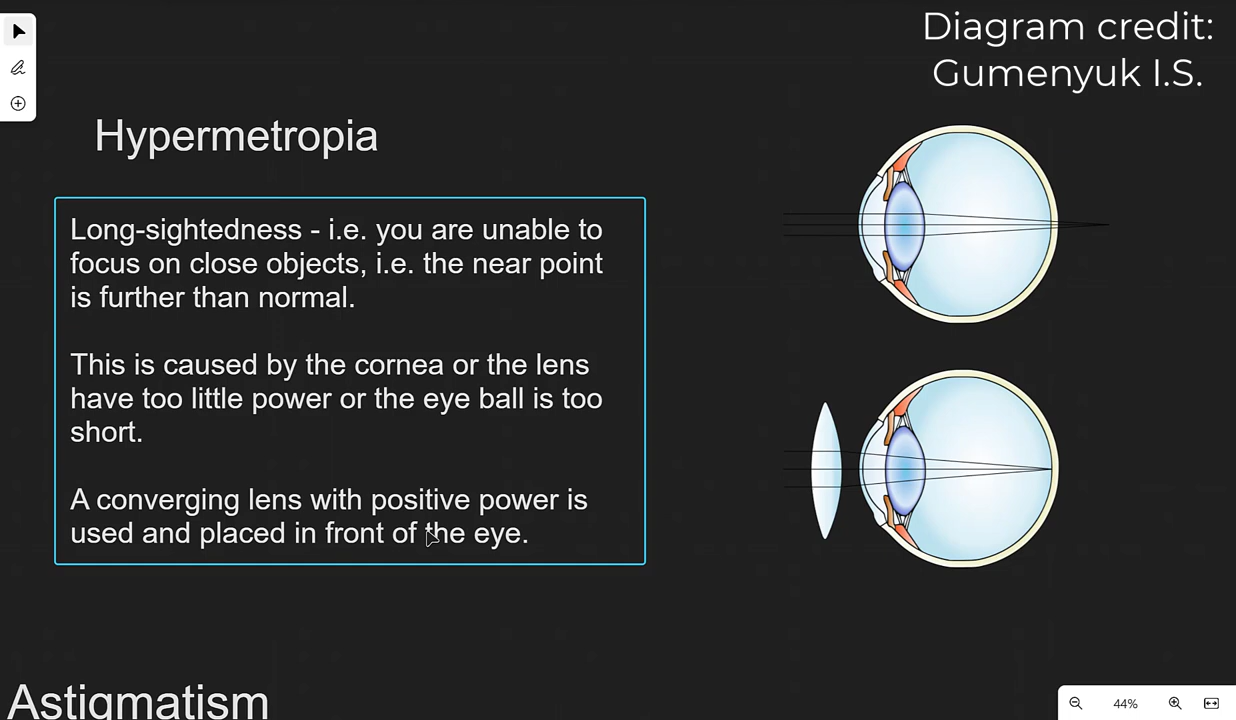 Diagram credit:
Gumenyuk I.S.
Hypermetropia
Long-sightedness - i.e. you are unable to
focus on close objects, i.e. the near point
is further than normal.
This is caused by the cornea or the lens
have too little power or the eye ball is too
short.
A converging lens with positive power is
used and placed in front of the eye.
Astigmatism
44%